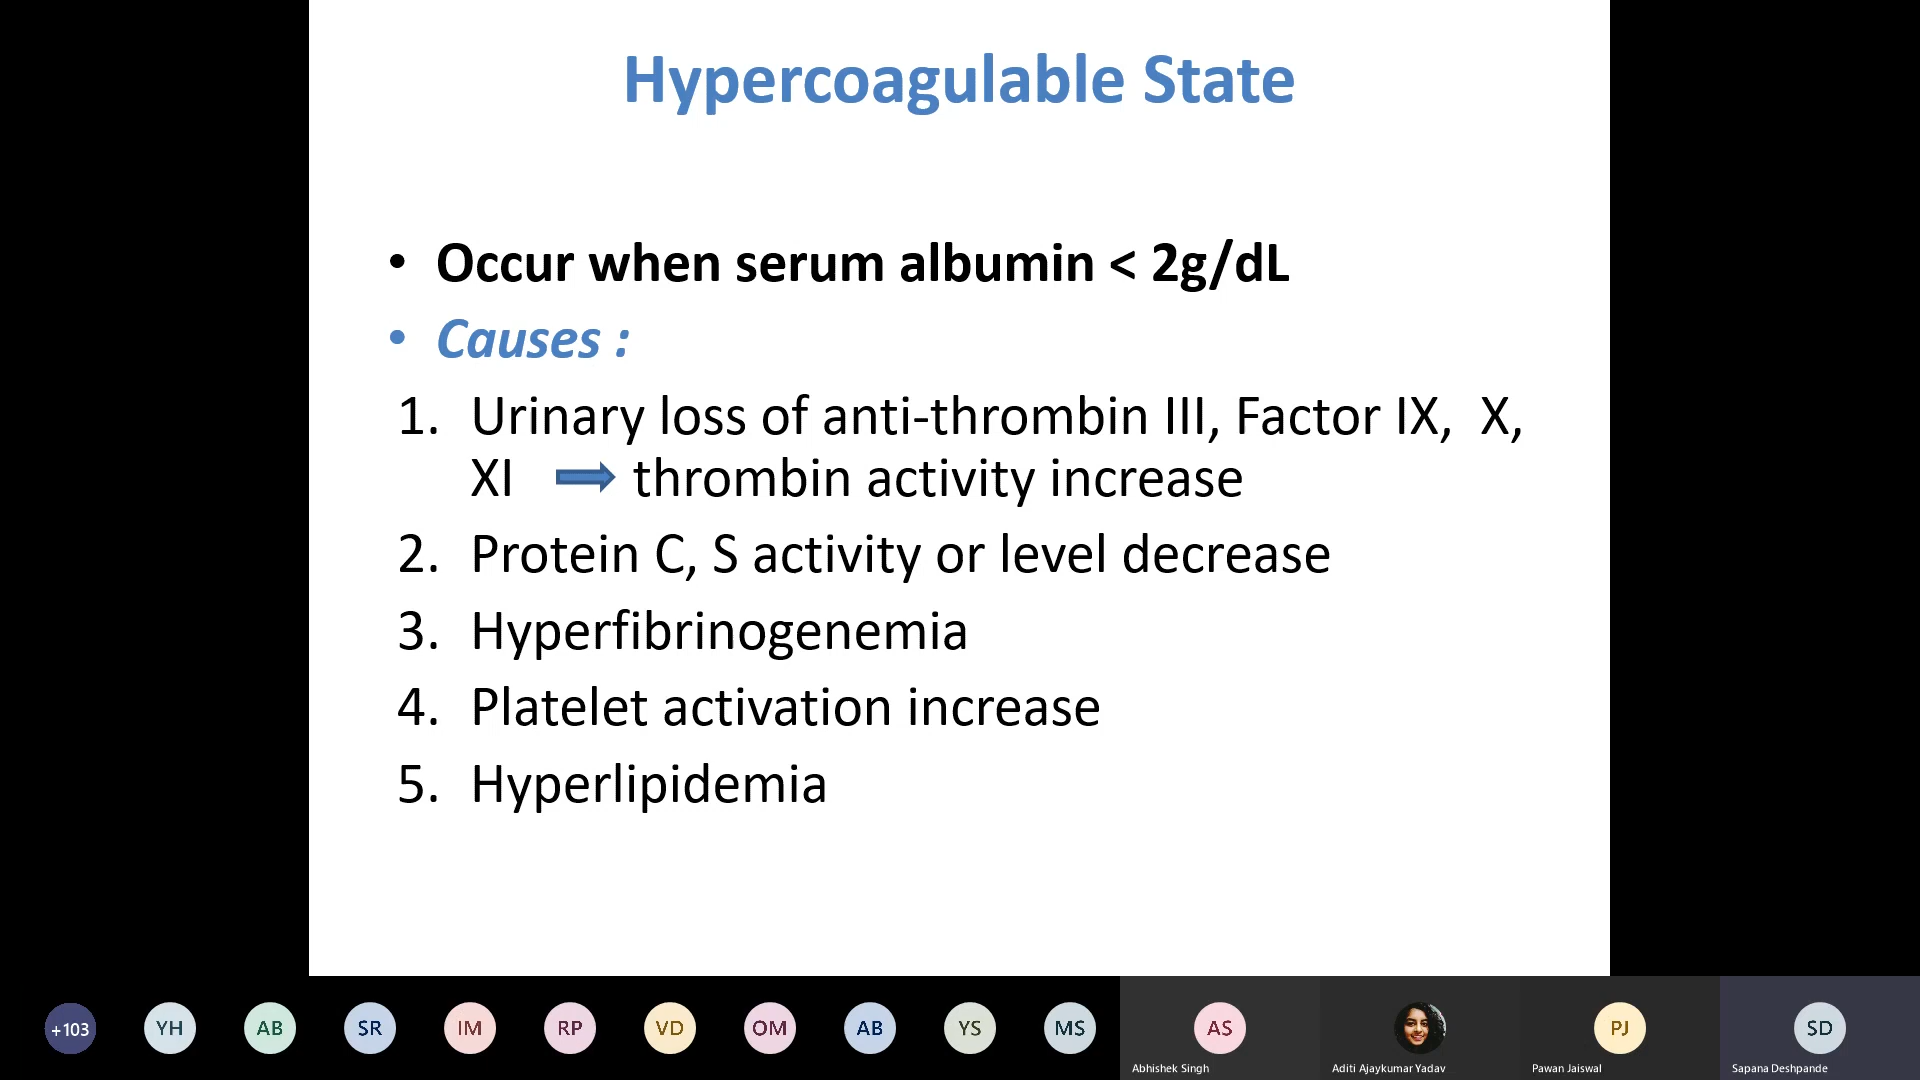 Hypercoagulable State
• Occur when serum albumin < 2g/dL
• Causes :
1. Urinary loss of anti-thrombin III, Factor IX, X,
XI thrombin activity increase
2. Protein C, S activity or level decrease
3. Hyperfibrinogenemia
4. Platelet activation increase
5. Hyperlipidemia
+103 YH AB SR IM RP VD OM AB YS MS AS PJ SD
Abhishek Singh Aditi Ajaykumar Yadav Pawan Jaiswal Sapana Deshpande